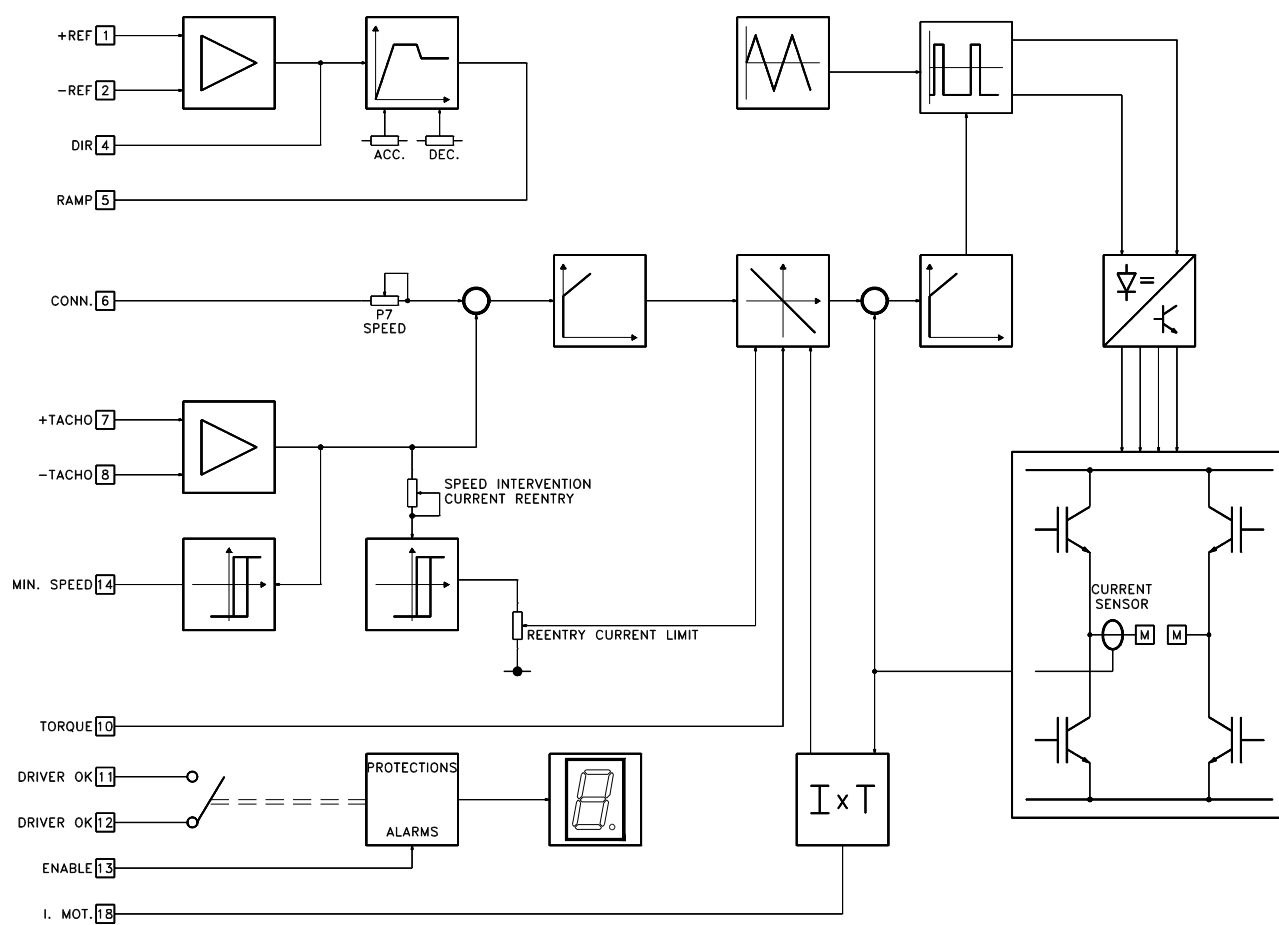 +REF 1
-REF 2
DIR 4
ACC. DEC.
RAMP 5
CONN. 6
P7
SPEED
=
+TACHO 7
-TACHO 8
SPEED INTERVENTION
CURRENT REENTRY
MIN. SPEED 14
CURRENT
SENSOR
M M
REENTRY CURRENT LIMIT
TORQUE 10
DRIVER OK 11
PROTECTIONS
DRIVER OK 12
ALARMS
I x T
ENABLE 13
I. MOT. 18